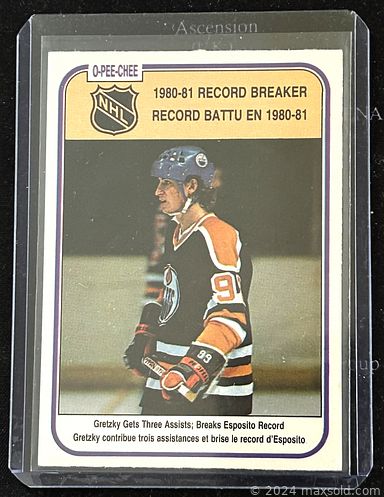 Ascension
O-PEE-CHEE
NHL
1980-81 RECORD BREAKER
RECORD BATTU EN 1980-81
99
99
Gretzky Gets Three Assists; Breaks Esposito Record
Gretzky contribue trois assistances et brise le record d'Esposito
© 2024 maxsold.com